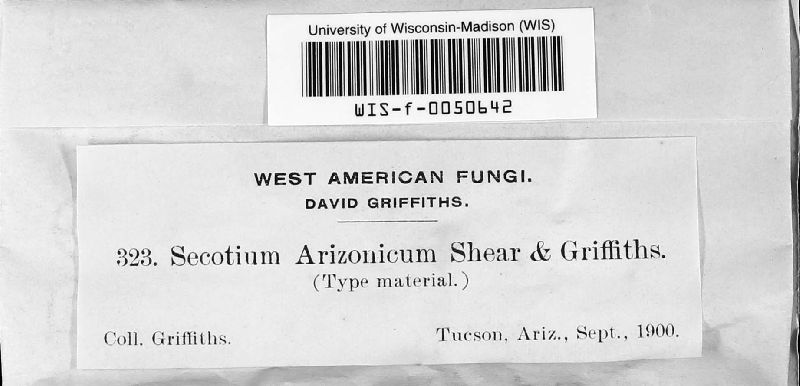 University of Wisconsin-Madison (WIS)
WIS-f-0050642
WEST AMERICAN FUNGI.
DAVID GRIFFITHS.
323. Secotium Arizonicum Shear & Griffiths.
(Type material.)
Coll. Griffiths.
Tucson, Ariz., Sept., 1900.